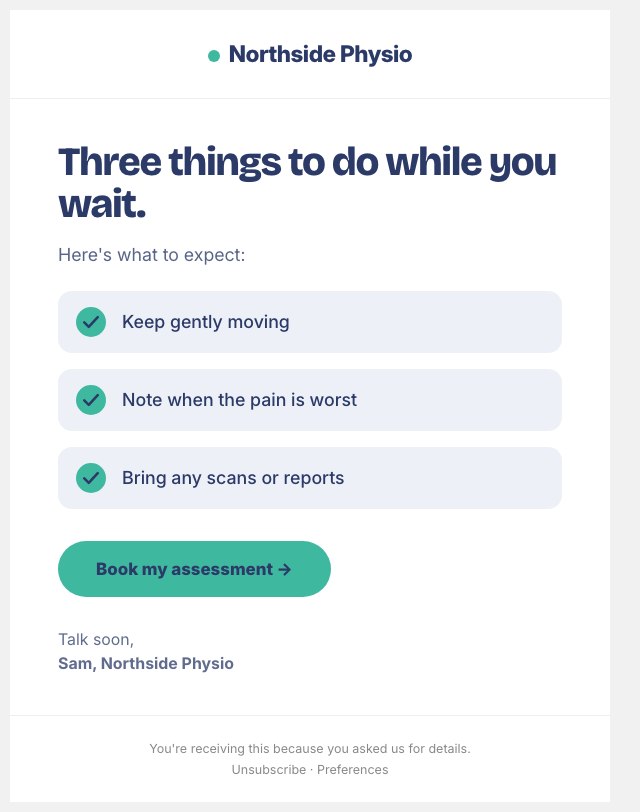 Northside Physio
Three things to do while you
wait.
Here's what to expect:
Keep gently moving
Note when the pain is worst
Bring any scans or reports
Book my assessment →
Talk soon,
Sam, Northside Physio
You're receiving this because you asked us for details.
Unsubscribe · Preferences